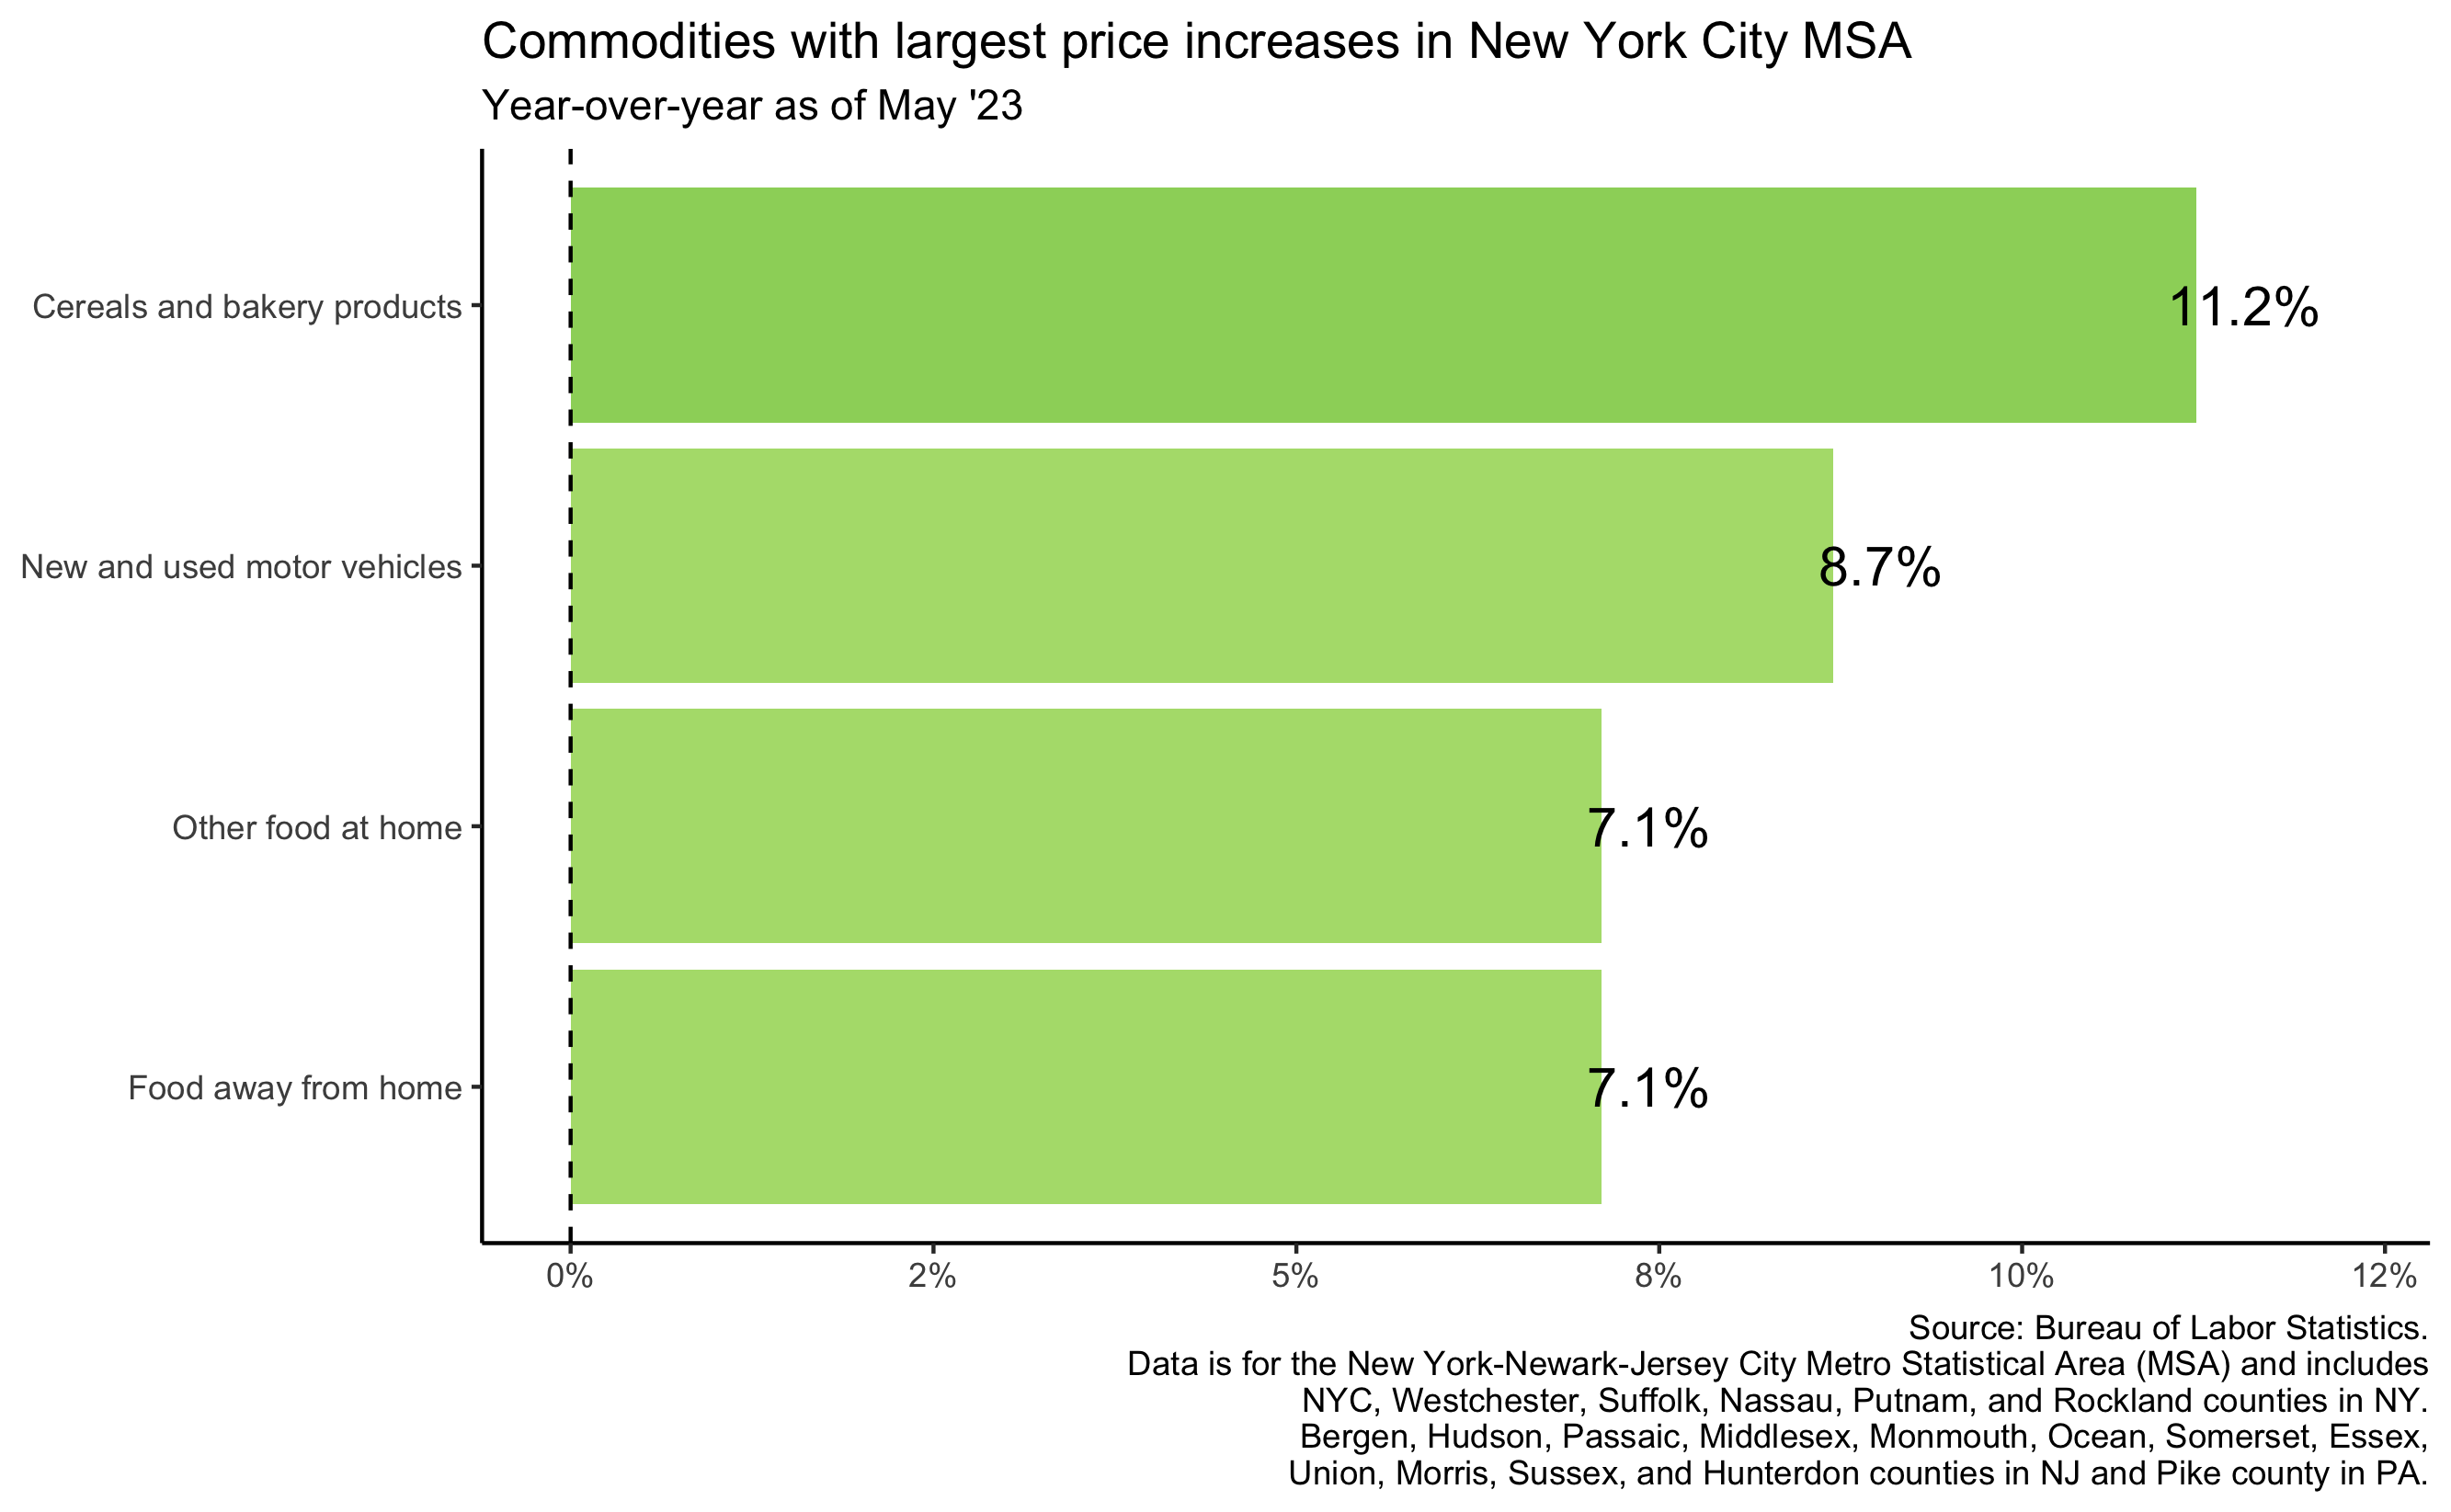 Commodities with largest price increases in New York City MSA
Year-over-year as of May '23
Cereals and bakery products
11.2%
New and used motor vehicles
8.7%
Other food at home
7.1%
Food away from home
7.1%
0%
2%
5%
8%
10%
12%
Source: Bureau of Labor Statistics.
Data is for the New York-Newark-Jersey City Metro Statistical Area (MSA) and includes
NYC, Westchester, Suffolk, Nassau, Putnam, and Rockland counties in NY.
Bergen, Hudson, Passaic, Middlesex, Monmouth, Ocean, Somerset, Essex,
Union, Morris, Sussex, and Hunterdon counties in NJ and Pike county in PA.